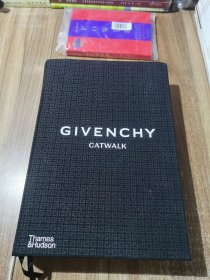 GIVENCHY
CATWALK
Thames
&Hudson